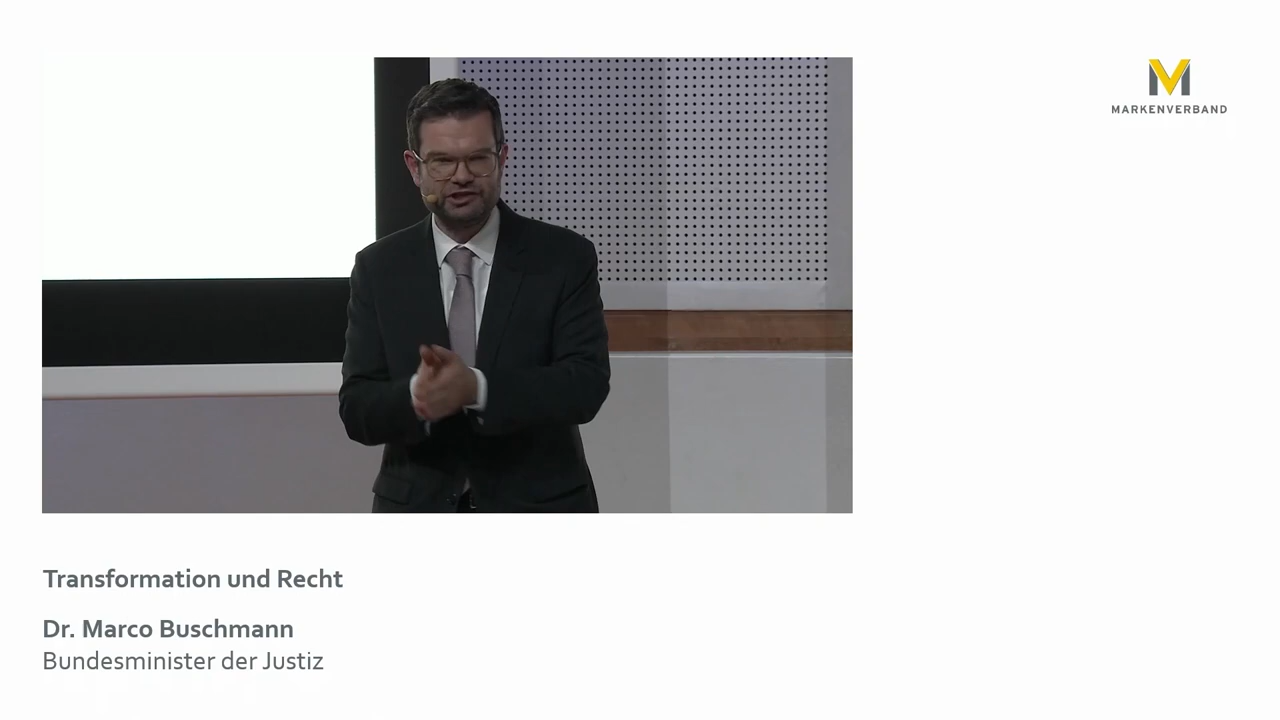 MARKENVERBAND
Transformation und Recht
Dr. Marco Buschmann
Bundesminister der Justiz